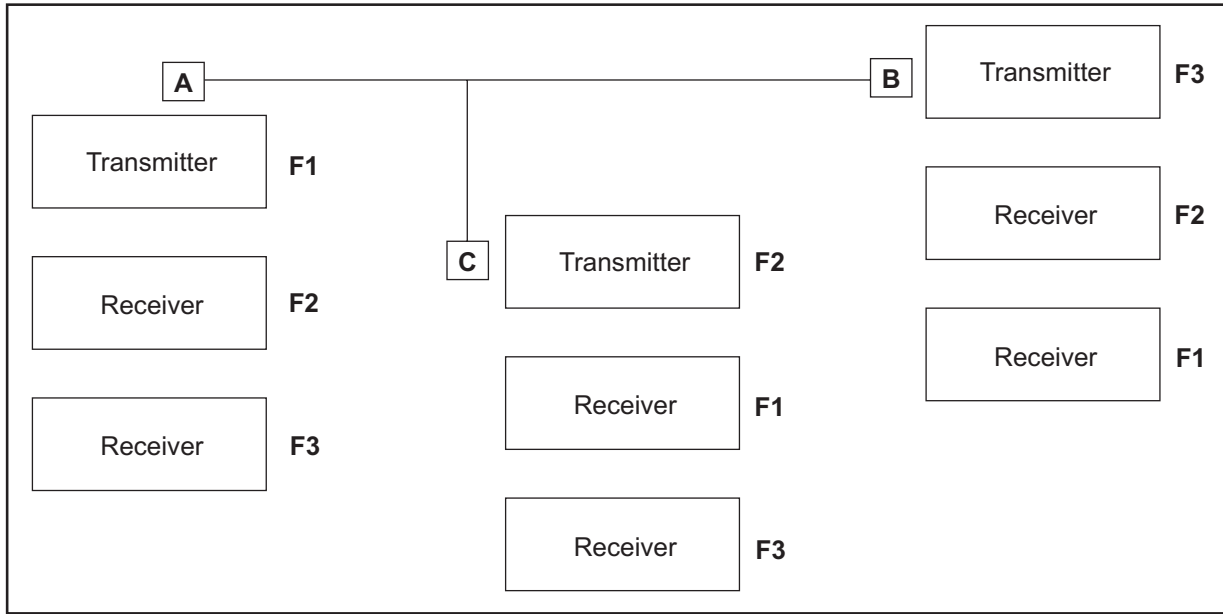 A
Transmitter F1
Receiver F2
Receiver F3
C
Transmitter F2
Receiver F1
Receiver F3
B
Transmitter F3
Receiver F2
Receiver F1